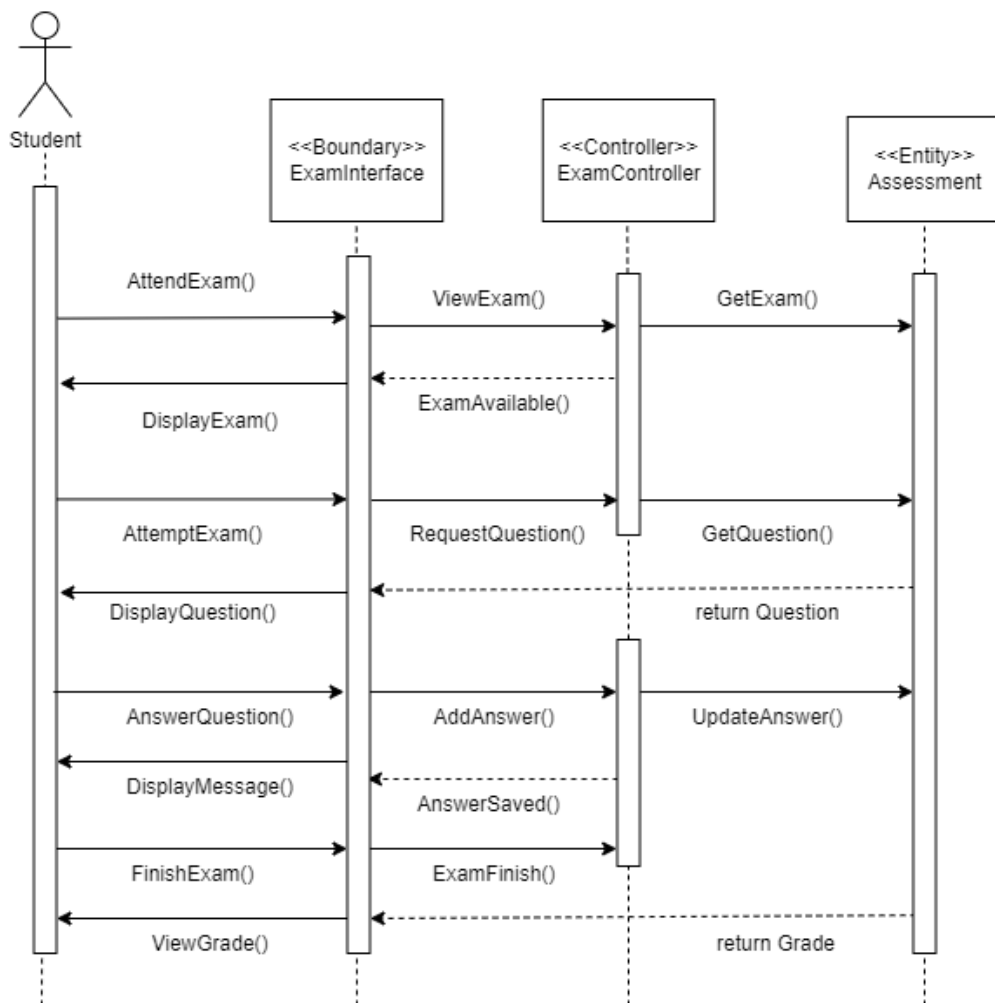 Student
<<Boundary>>
ExamInterface
<<Controller>>
ExamController
<<Entity>>
Assessment
AttendExam()
ViewExam()
GetExam()
ExamAvailable()
DisplayExam()
AttemptExam()
RequestQuestion()
GetQuestion()
DisplayQuestion()
return Question
AnswerQuestion()
AddAnswer()
UpdateAnswer()
DisplayMessage()
AnswerSaved()
FinishExam()
ExamFinish()
ViewGrade()
return Grade